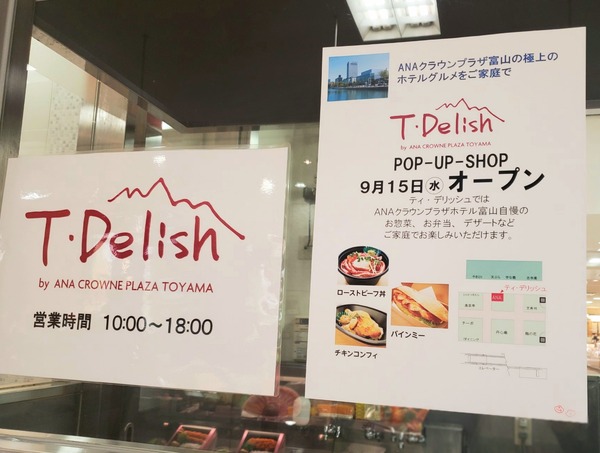 T・Delish
by ANA CROWNE PLAZA TOYAMA
営業時間 10:00～18:00
ANAクラウンプラザ富山の極上の
ホテルグルメをご家庭で
T・Delish
by ANA CROWNE PLAZA TOYAMA
POP-UP-SHOP
9月15日㊌オープン
ティ・デリッシュでは
ANAクラウンプラザホテル富山自慢の
お惣菜、お弁当、デザートなど
ご家庭でお楽しみいただけます。
ローストビーフ丼
バインミー
チキンコンフィ
ティ・デリッシュ